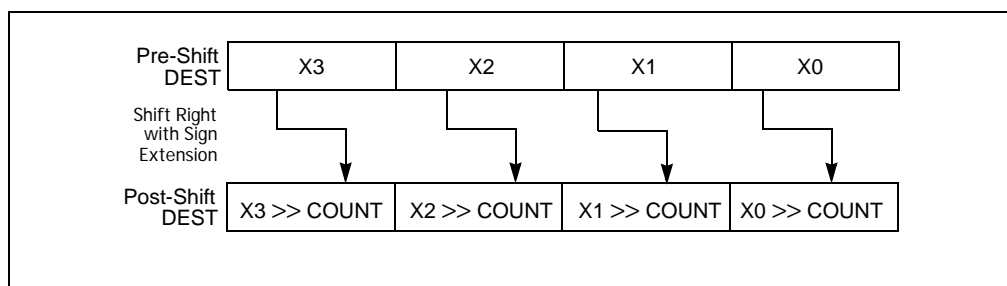 Pre-Shift
DEST
X3 X2 X1 X0
Shift Right
with Sign
Extension
Post-Shift
DEST
X3 >> COUNT X2 >> COUNT X1 >> COUNT X0 >> COUNT